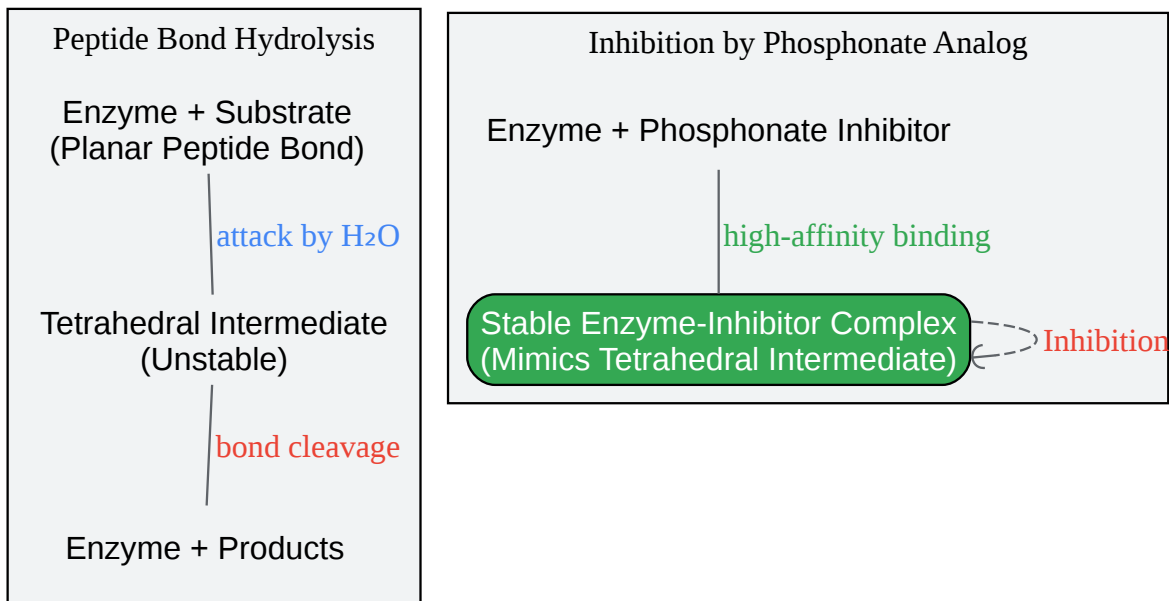 Peptide Bond Hydrolysis
Enzyme + Substrate
(Planar Peptide Bond)
attack by H₂O
Tetrahedral Intermediate
(Unstable)
bond cleavage
Enzyme + Products
Inhibition by Phosphonate Analog
Enzyme + Phosphonate Inhibitor
high-affinity binding
Stable Enzyme-Inhibitor Complex
(Mimics Tetrahedral Intermediate)
Inhibition